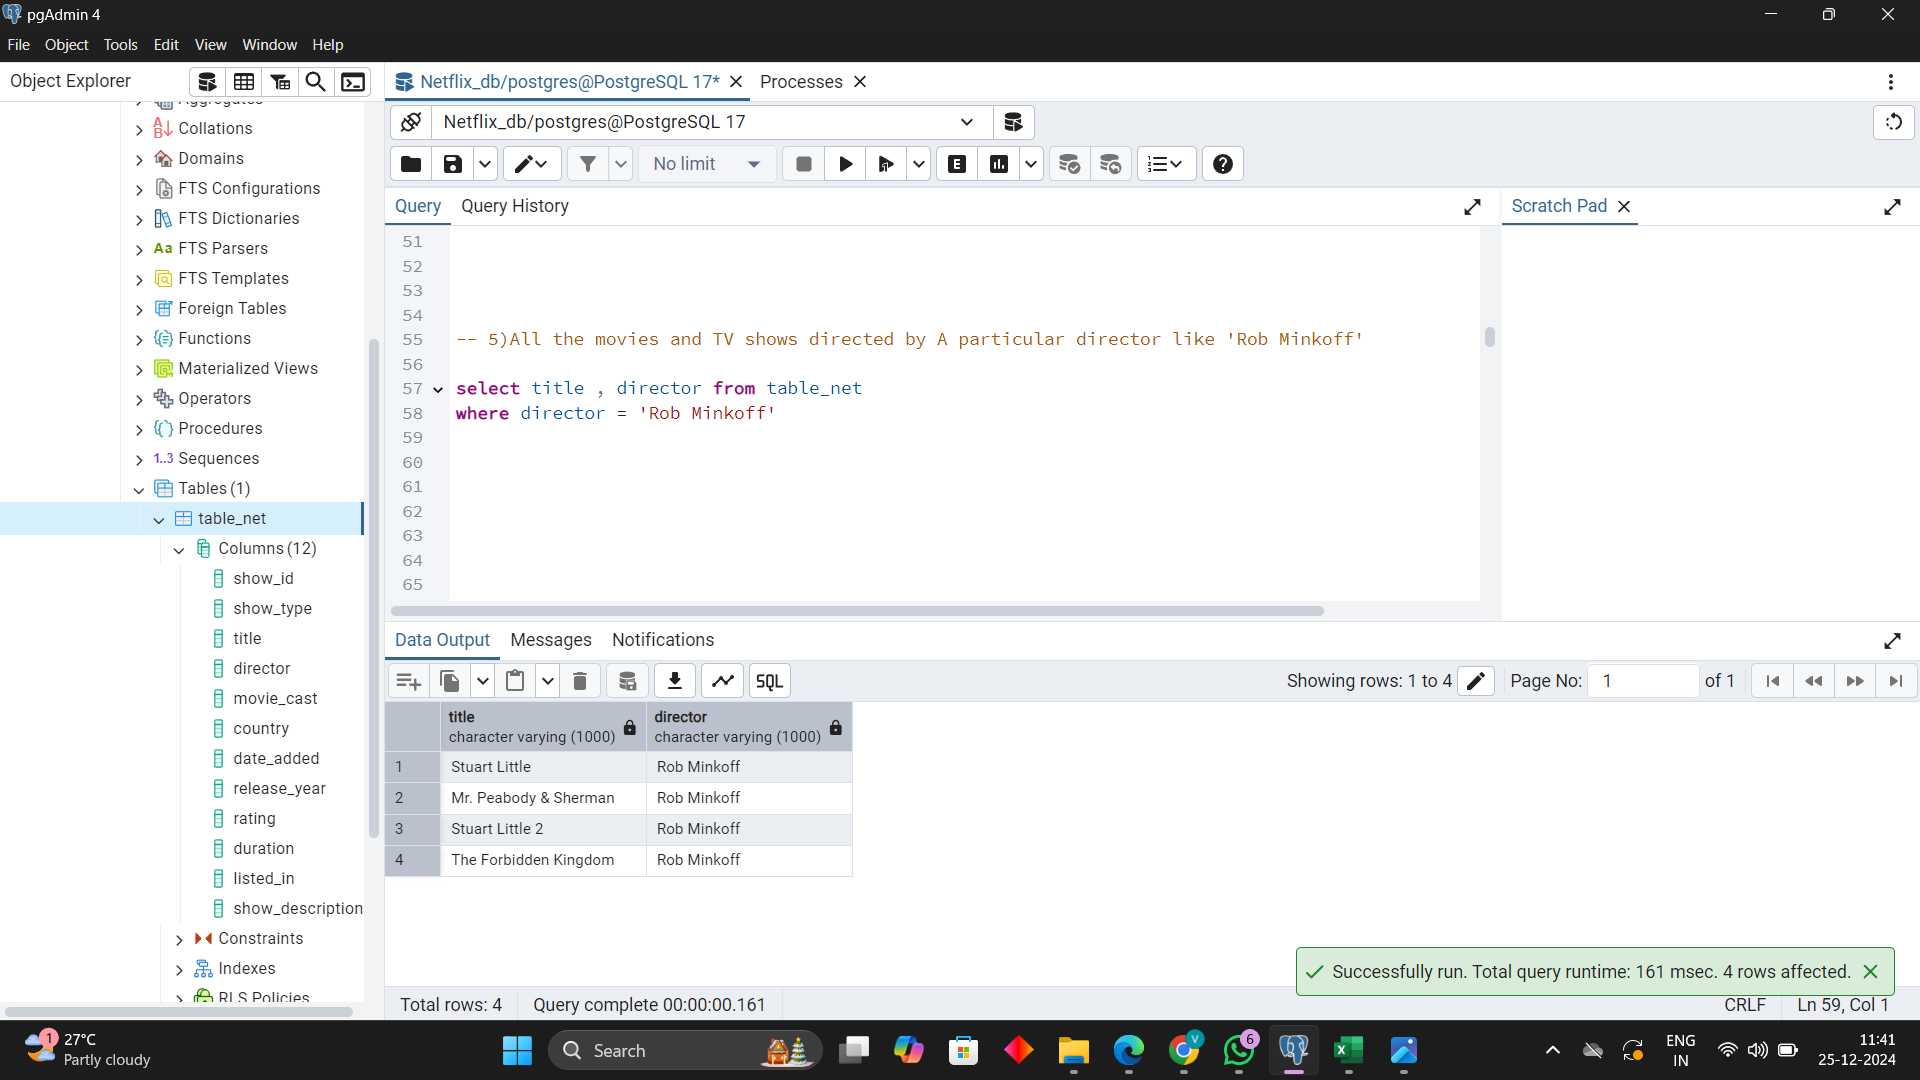 pgAdmin 4
File Object Tools Edit View Window Help
Object Explorer
Netflix_db/postgres@PostgreSQL 17*
Processes
Aggregates
Collations
Domains
FTS Configurations
FTS Dictionaries
Aa FTS Parsers
FTS Templates
Foreign Tables
Functions
Materialized Views
Operators
Procedures
1..3 Sequences
Tables (1)
table_net
Columns (12)
show_id
show_type
title
director
movie_cast
country
date_added
release_year
rating
duration
listed_in
show_description
Constraints
Indexes
RLS Policies
Netflix_db/postgres@PostgreSQL 17
No limit
E
Query Query History
Scratch Pad
51
52
53
54
55 -- 5)All the movies and TV shows directed by A particular director like 'Rob Minkoff'
56
57 select title , director from table_net
58 where director = 'Rob Minkoff'
59
60
61
62
63
64
65
Data Output Messages Notifications
SQL
Showing rows: 1 to 4
Page No: 1 of 1
title director
character varying (1000) character varying (1000)
1 Stuart Little Rob Minkoff
2 Mr. Peabody & Sherman Rob Minkoff
3 Stuart Little 2 Rob Minkoff
4 The Forbidden Kingdom Rob Minkoff
Successfully run. Total query runtime: 161 msec. 4 rows affected.
Total rows: 4 Query complete 00:00:00.161 CRLF Ln 59, Col 1
1
27°C
Partly cloudy
Search
V
6
ENG
IN
11:41
25-12-2024